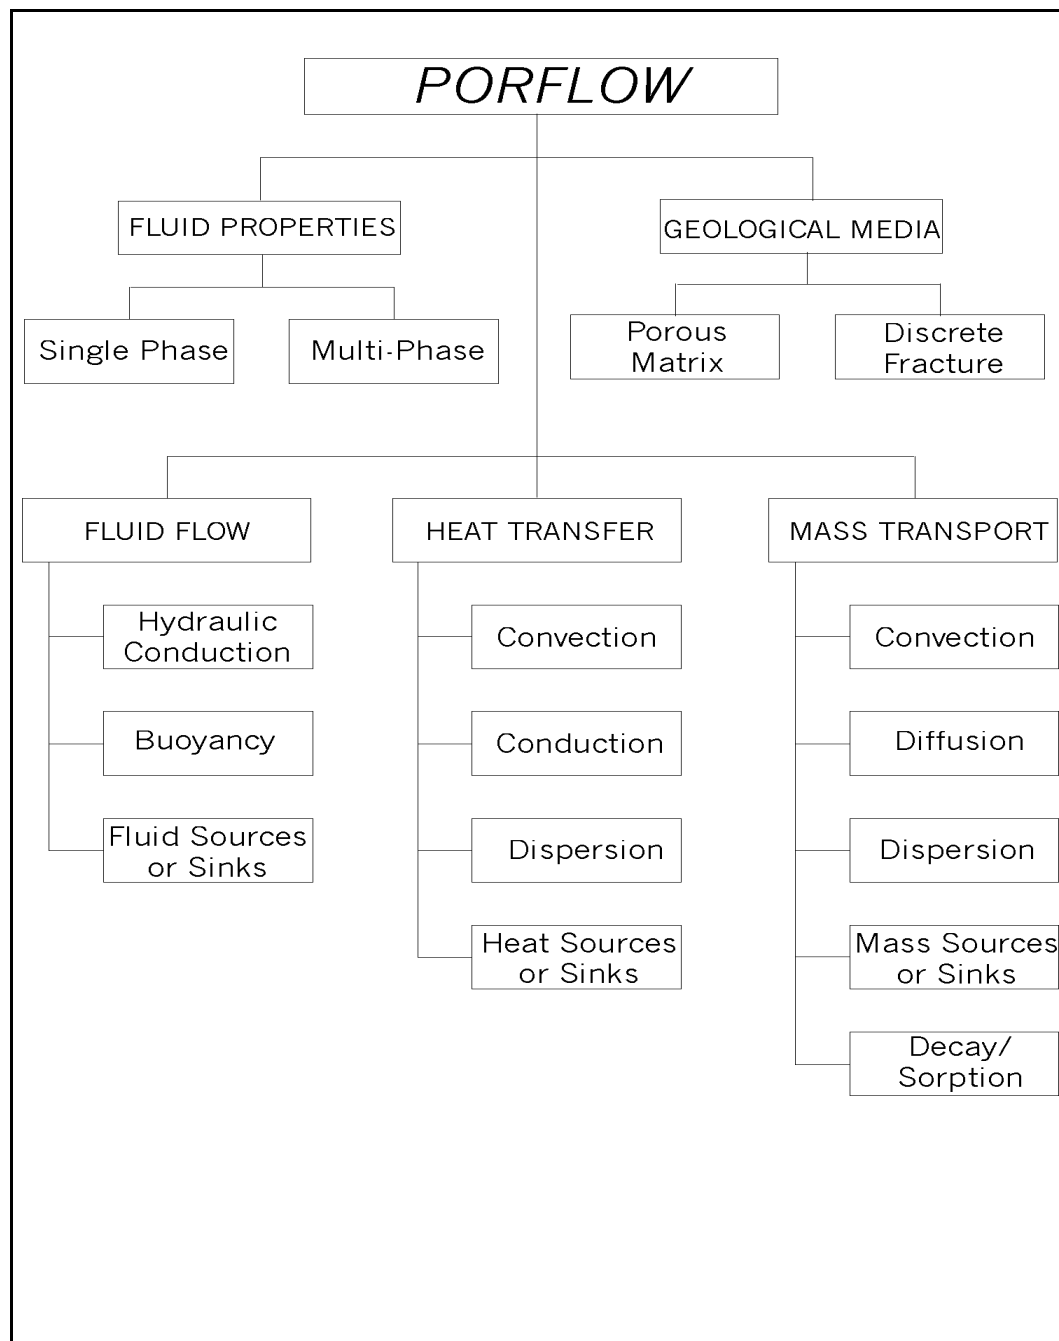 PORFLOW
FLUID PROPERTIES
GEOLOGICAL MEDIA
Single Phase
Multi-Phase
Porous
Matrix
Discrete
Fracture
FLUID FLOW
HEAT TRANSFER
MASS TRANSPORT
Hydraulic
Conduction
Buoyancy
Fluid Sources
or Sinks
Convection
Conduction
Dispersion
Heat Sources
or Sinks
Convection
Diffusion
Dispersion
Mass Sources
or Sinks
Decay/
Sorption